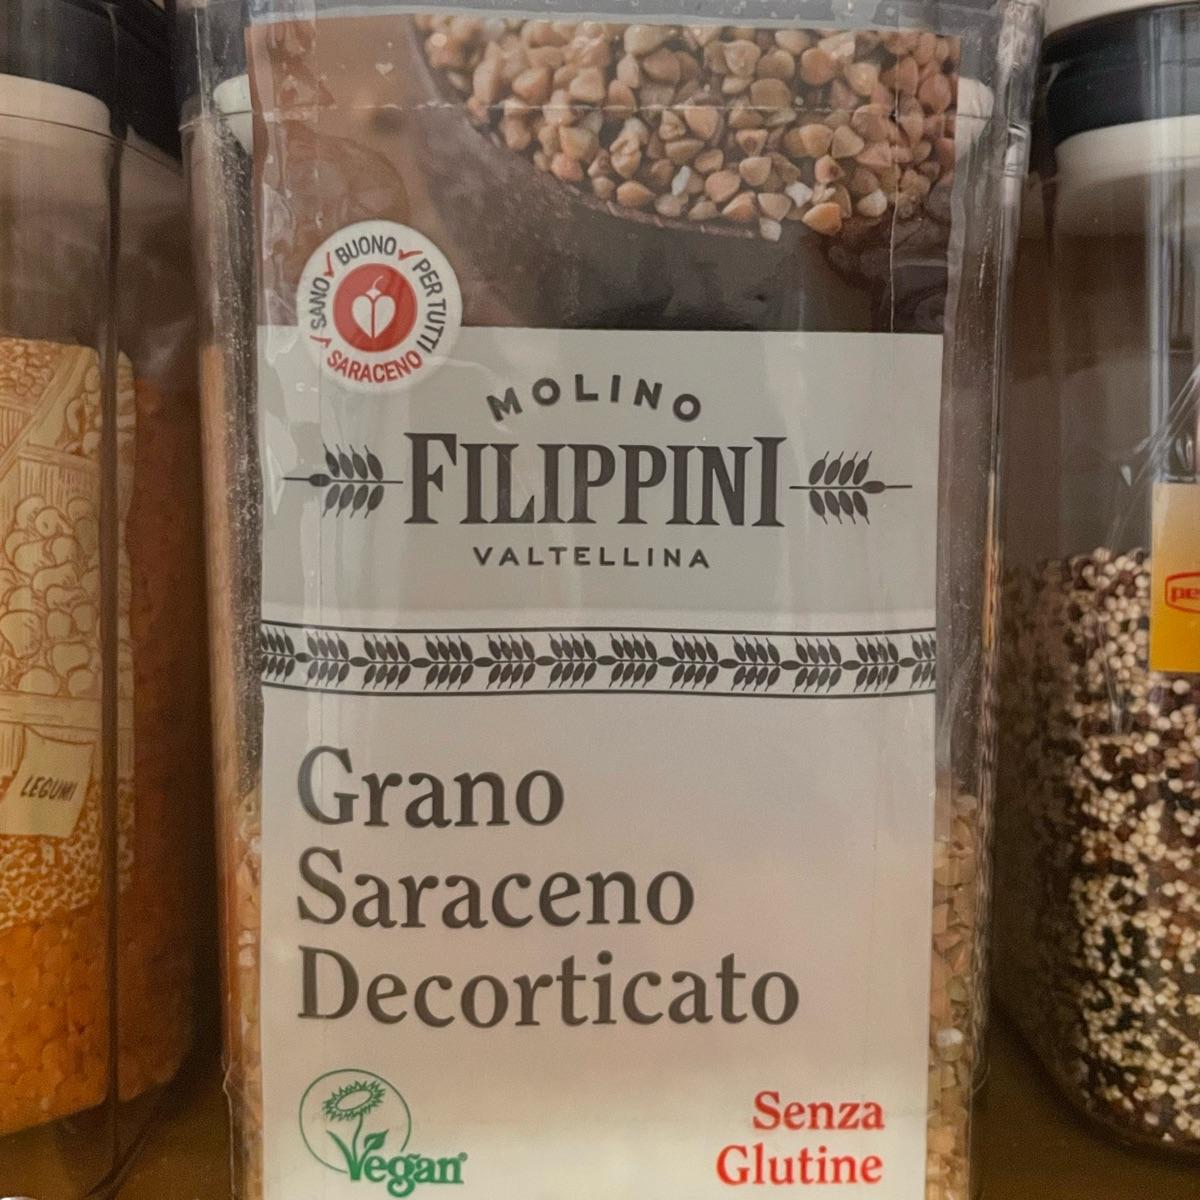 SANO BUONO PER TUTTI SARACENO
MOLINO
FILIPPINI
VALTELLINA
Grano
Saraceno
Decorticato
Vegan
Senza
Glutine
LEGUMI